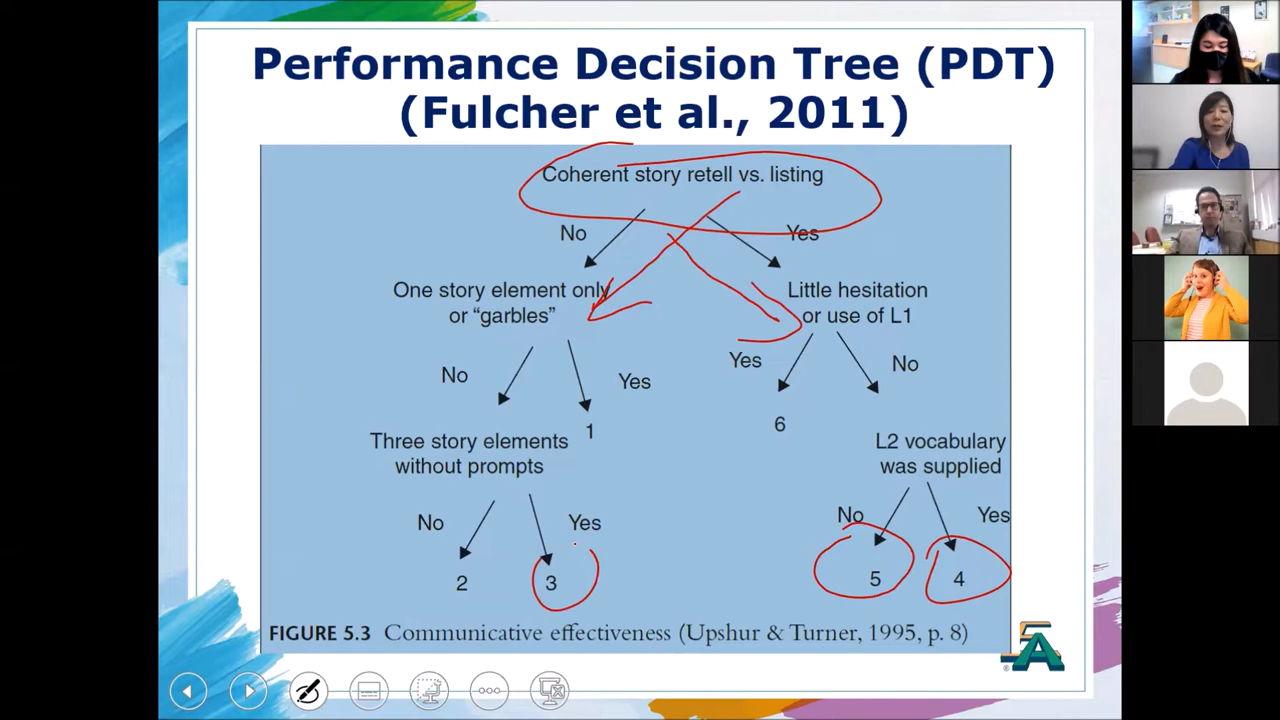 Performance Decision Tree (PDT)
(Fulcher et al., 2011)
Coherent story retell vs. listing
No
Yes
One story element only
or “garbles”
Little hesitation
or use of L1
No
Yes
Yes
No
1
6
Three story elements
without prompts
L2 vocabulary
was supplied
No
Yes
No
Yes
2
3
5
4
FIGURE 5.3 Communicative effectiveness (Upshur & Turner, 1995, p. 8)